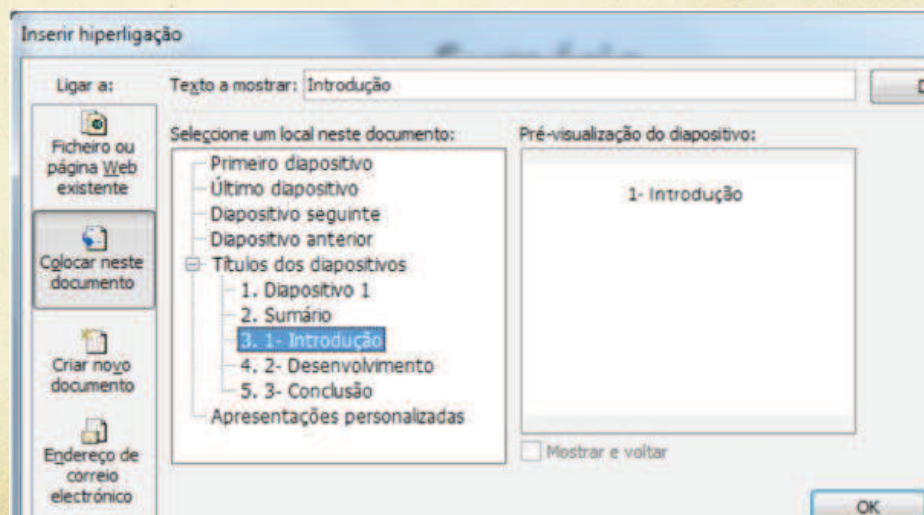 Inserir hiperligação
Ligar a:
Texto a mostrar: Introdução
Ficheiro ou
página Web
existente
Colocar neste
documento
Criar novo
documento
Endereço de
correio
electrónico
Seleccione um local neste documento:
Primeiro diapositivo
Último diapositivo
Diapositivo seguinte
Diapositivo anterior
Títulos dos diapositivos
1. Diapositivo 1
2. Sumário
3. 1- Introdução
4. 2- Desenvolvimento
5. 3- Conclusão
Apresentações personalizadas
Pré-visualização do diapositivo:
1- Introdução
Mostrar e voltar
OK